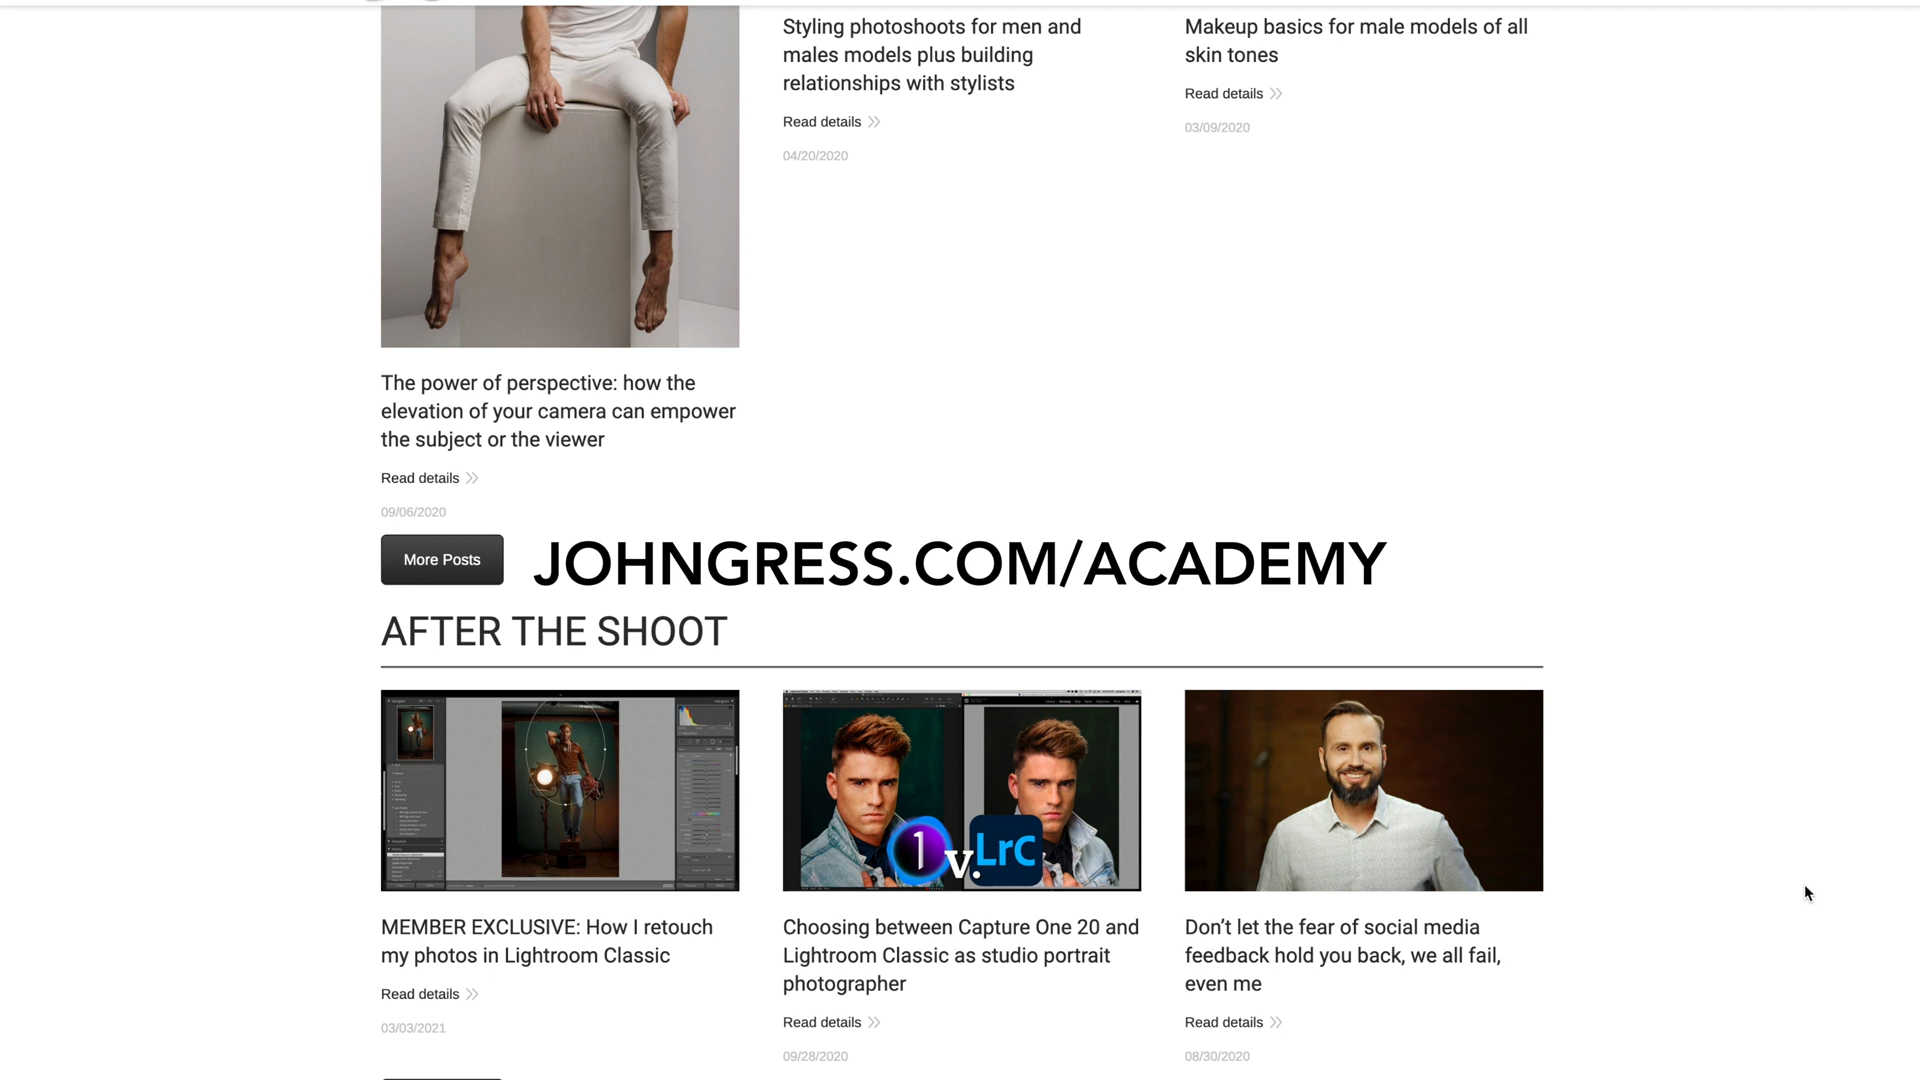 Styling photoshoots for men and
males models plus building
relationships with stylists
Read details
04/20/2020
Makeup basics for male models of all
skin tones
Read details
03/09/2020
The power of perspective: how the
elevation of your camera can empower
the subject or the viewer
Read details
09/06/2020
More Posts
JOHNGRESS.COM/ACADEMY
AFTER THE SHOOT
1 v. LrC
MEMBER EXCLUSIVE: How I retouch
my photos in Lightroom Classic
Read details
03/03/2021
Choosing between Capture One 20 and
Lightroom Classic as studio portrait
photographer
Read details
09/28/2020
Don’t let the fear of social media
feedback hold you back, we all fail,
even me
Read details
08/30/2020